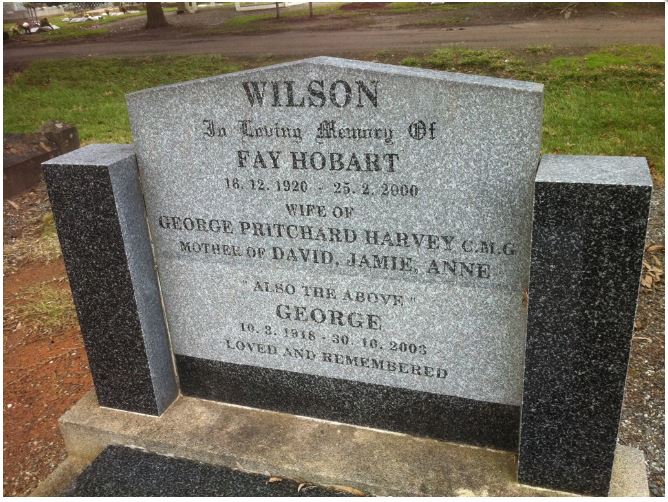 WILSON
In Loving Memory Of
FAY HOBART
16. 12. 1920 - 25. 2. 2000
WIFE OF
GEORGE PRITCHARD HARVEY C.M.G
MOTHER OF DAVID, JAMIE, ANNE
" ALSO THE ABOVE "
GEORGE
10. 3. 1918 - 30. 10. 2003
LOVED AND REMEMBERED